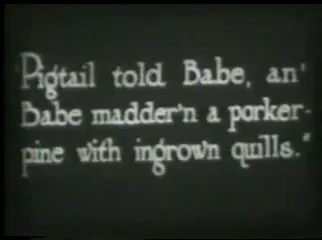 "Pigtail told Babe, an'
Babe madder'n a porker-
pine with ingrown quills."